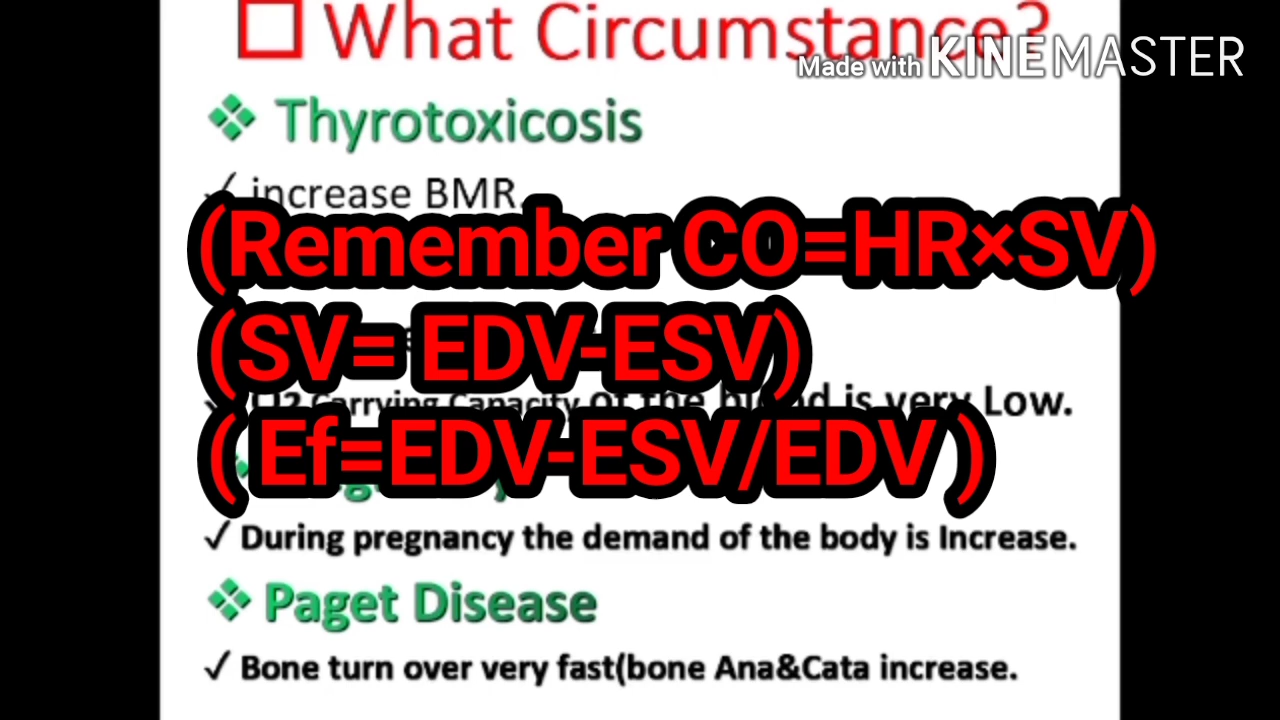 What Circumstance?
Made with KINEMASTER
Thyrotoxicosis
✓ increase BMR.
(Remember CO=HR×SV)
(SV= EDV-ESV)
O2 Carrying Capacity of the blood is very Low.
( Ef=EDV-ESV/EDV )
✓ During pregnancy the demand of the body is Increase.
Paget Disease
✓ Bone turn over very fast(bone Ana&Cata increase.